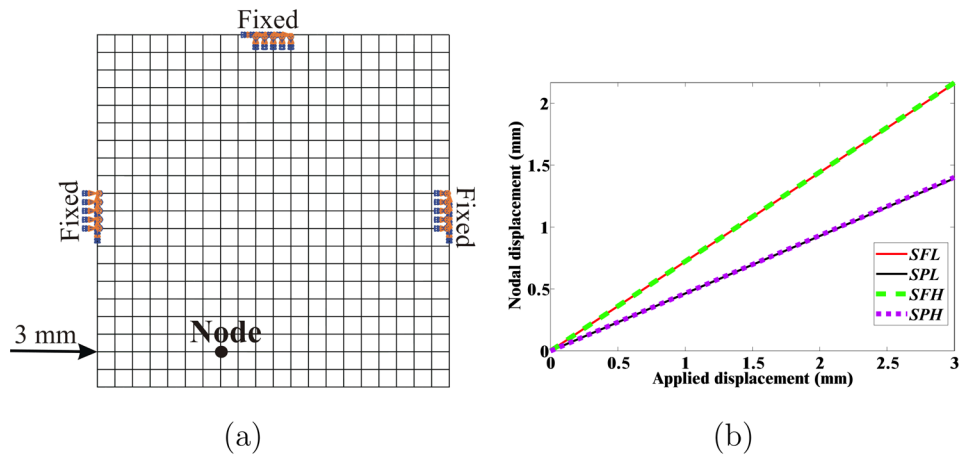 Fixed
Fixed
Fixed
3 mm
Node
(a)
Nodal displacement (mm)
2
1.5
1
0.5
0
0
0.5
1.0
1.5
2
2.5
3
Applied displacement (mm)
SFL
SPL
SFH
SPH
(b)